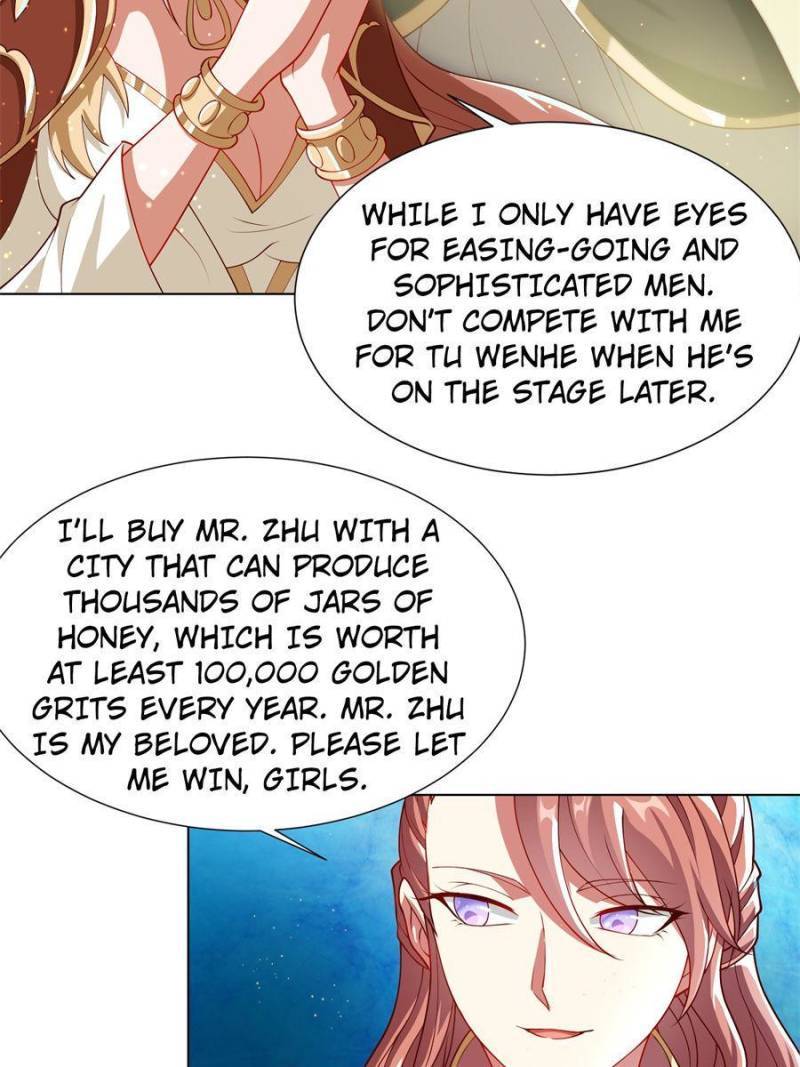 WHILE I ONLY HAVE EYES
FOR EASING-GOING AND
SOPHISTICATED MEN.
DON'T COMPETE WITH ME
FOR TU WENHE WHEN HE'S
ON THE STAGE LATER.
I'LL BUY MR. ZHU WITH A
CITY THAT CAN PRODUCE
THOUSANDS OF JARS OF
HONEY, WHICH IS WORTH
AT LEAST 100,000 GOLDEN
GRITS EVERY YEAR. MR. ZHU
IS MY BELOVED. PLEASE LET
ME WIN, GIRLS.